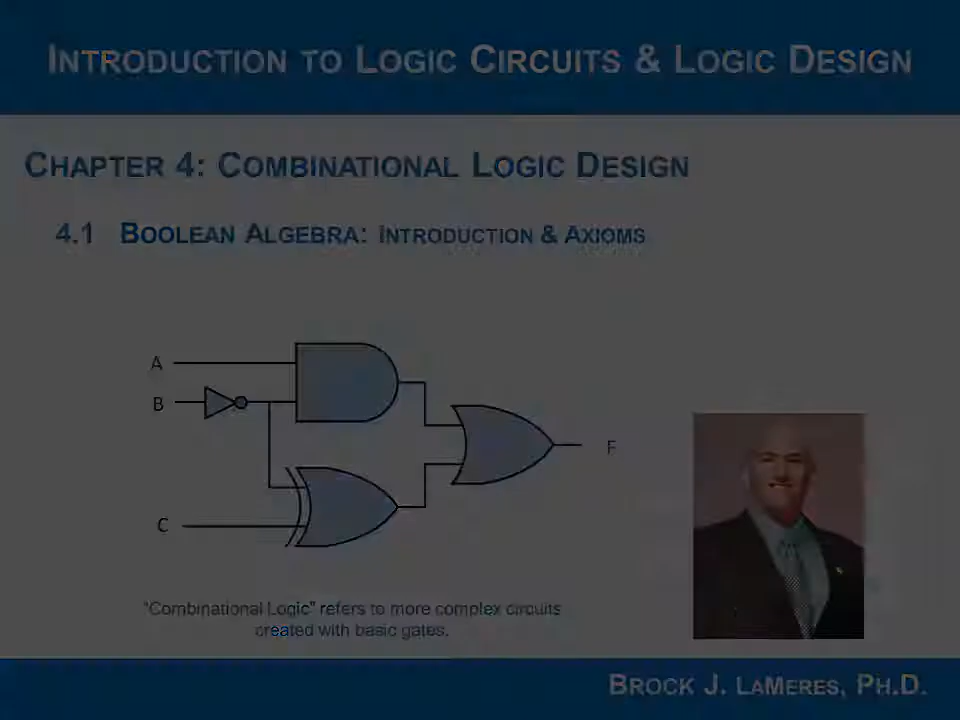 INTRODUCTION TO LOGIC CIRCUITS & LOGIC DESIGN
CHAPTER 4: COMBINATIONAL LOGIC DESIGN
4.1 BOOLEAN ALGEBRA: INTRODUCTION & AXIOMS
A
B
F
C
"Combinational Logic" refers to more complex circuits
created with basic gates.
BROCK J. LAMERES, PH.D.